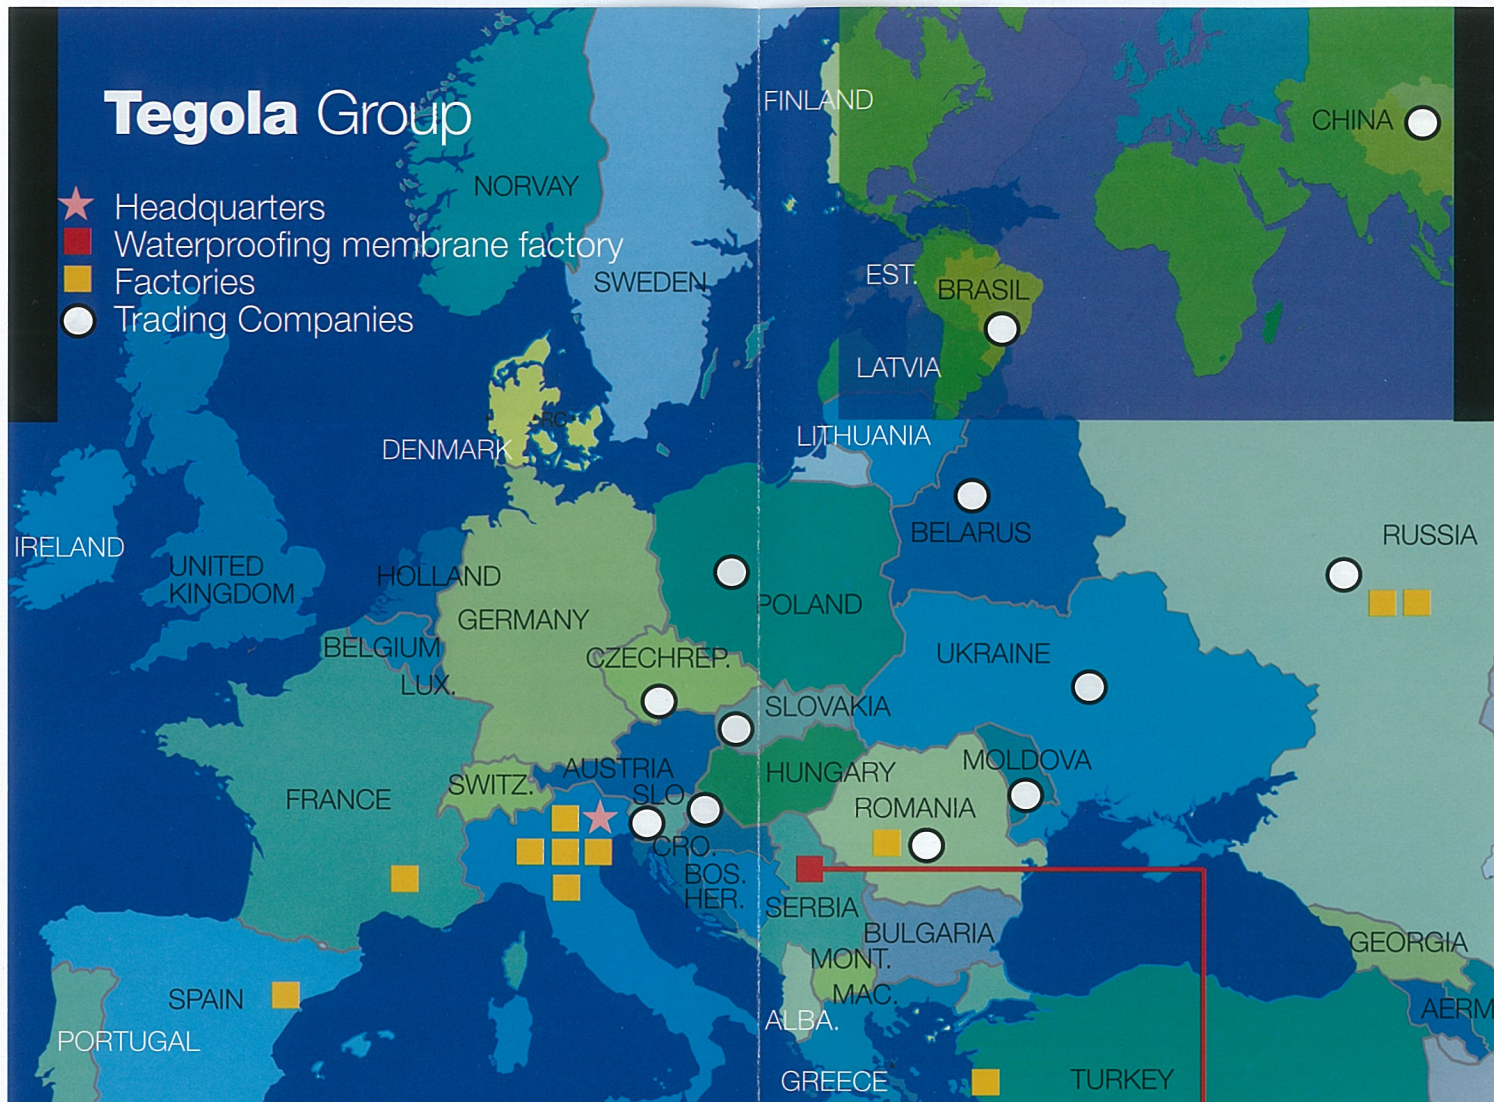 Tegola Group
Headquarters
Waterproofing membrane factory
Factories
Trading Companies
FINLAND
CHINA
NORVAY
SWEDEN
EST.
BRASIL
LATVIA
RC
DENMARK
LITHUANIA
BELARUS
RUSSIA
IRELAND
UNITED
KINGDOM
HOLLAND
GERMANY
POLAND
BELGIUM
LUX.
CZECHREP.
UKRAINE
SLOVAKIA
AUSTRIA
SWITZ.
HUNGARY
MOLDOVA
FRANCE
SLO
ROMANIA
CRO.
BOS.
HER.
SERBIA
BULGARIA
GEORGIA
MONT.
MAC.
SPAIN
AERM
ALBA.
PORTUGAL
GREECE
TURKEY